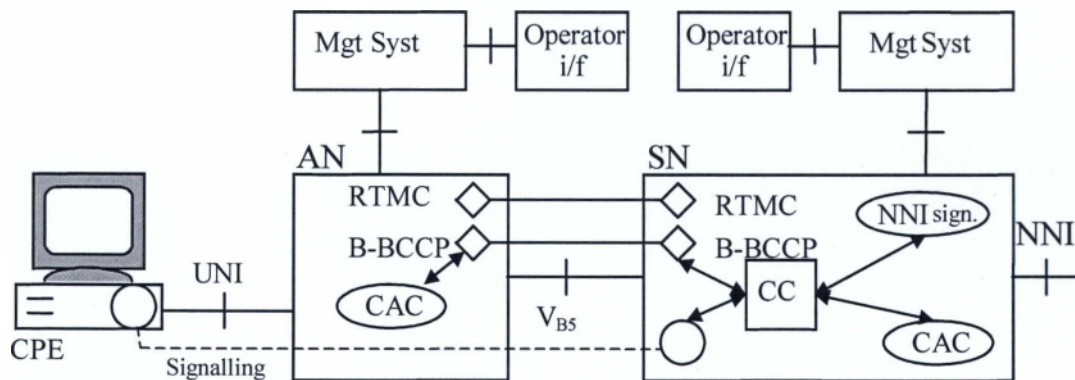 Mgt Syst
Operator
i/f
Operator
i/f
Mgt Syst
AN
SN
RTMC
RTMC
NNI sign.
B-BCCP
B-BCCP
NNI
UNI
CAC
CC
V_B5
CAC
CPE
Signalling